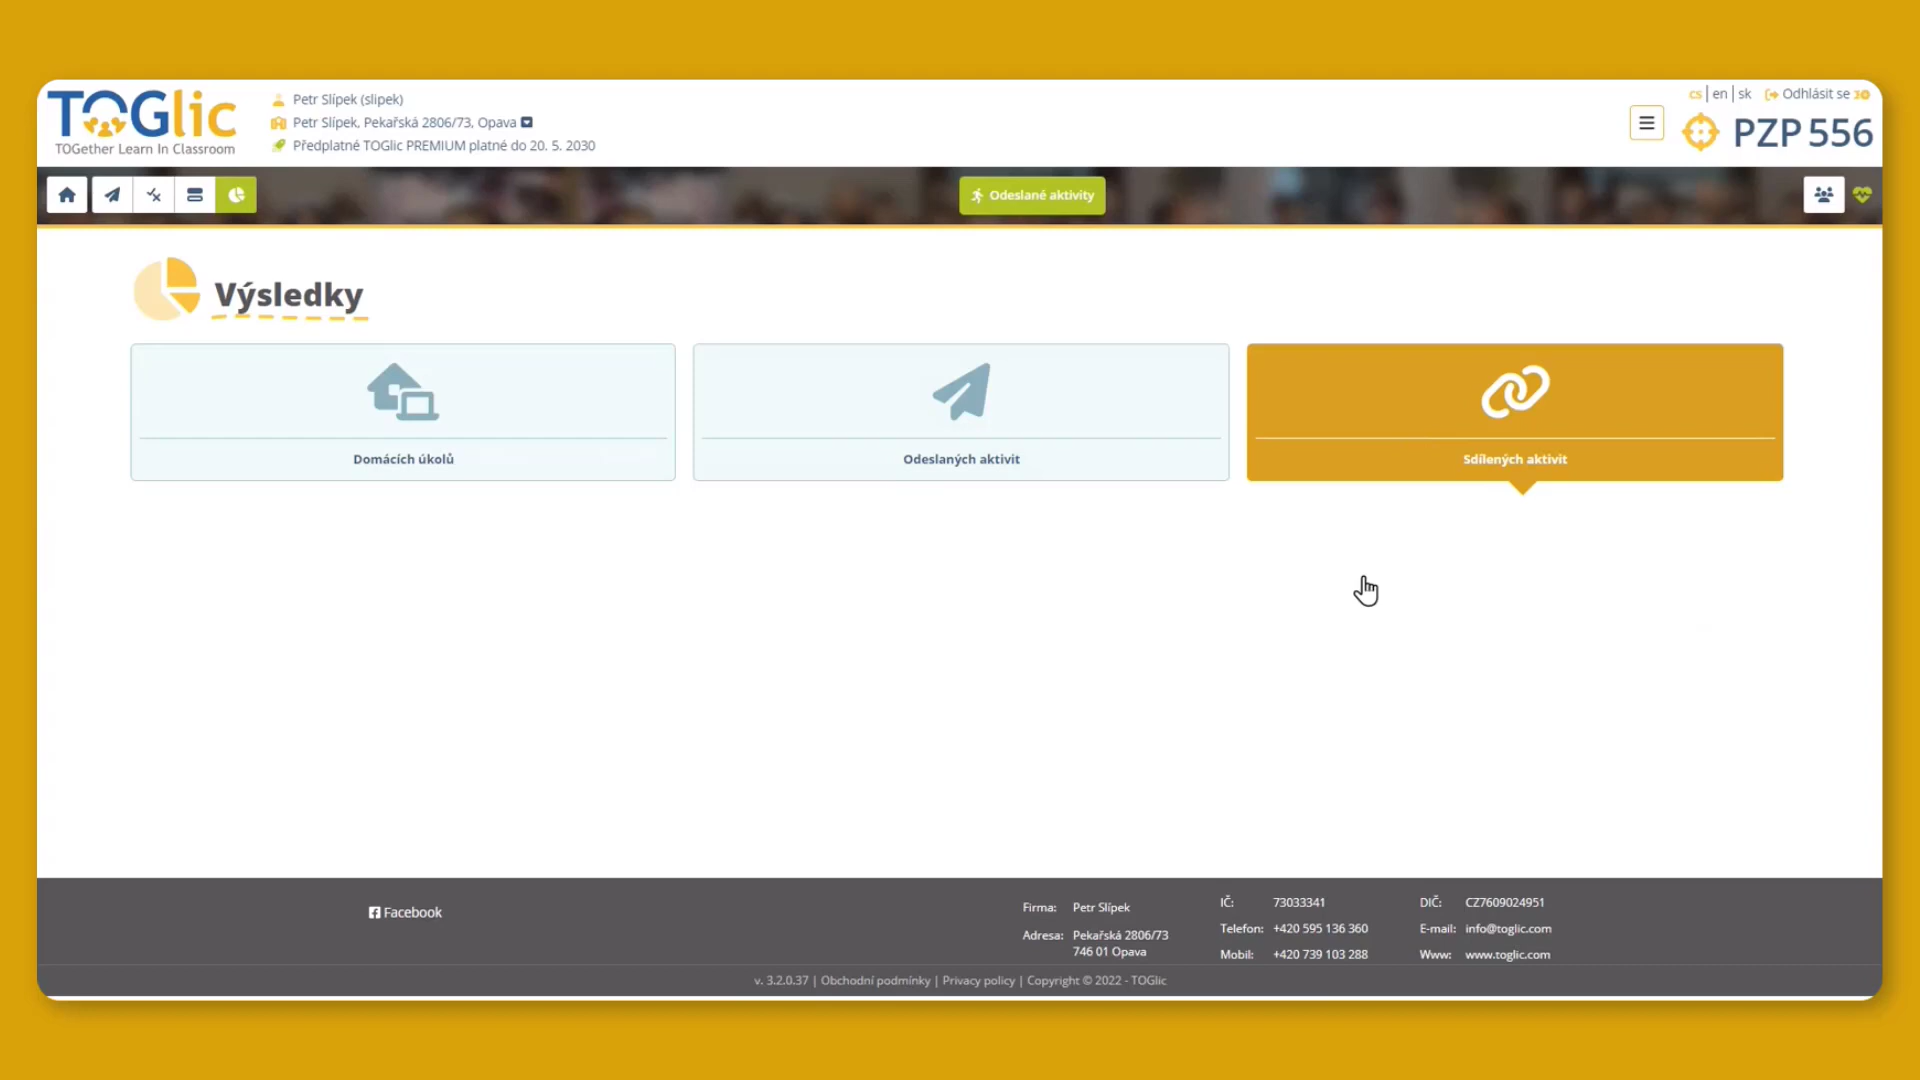 TOGlic
TOGether Learn In Classroom
Petr Slípek (slipek)
Petr Slípek, Pekařská 2806/73, Opava
Předplatné TOGlic PREMIUM platné do 20. 5. 2030
cs | en | sk Odhlásit se
PZP 556
Odeslané aktivity
Výsledky
Domácích úkolů
Odeslaných aktivit
Sdílených aktivit
Facebook
Firma: Petr Slípek
Adresa: Pekařská 2806/73
746 01 Opava
IČ: 73033341
Telefon: +420 595 136 360
Mobil: +420 739 103 288
DIČ: CZ7609024951
E-mail: info@toglic.com
Www: www.toglic.com
v. 3.2.0.37 | Obchodní podmínky | Privacy policy | Copyright © 2022 - TOGlic